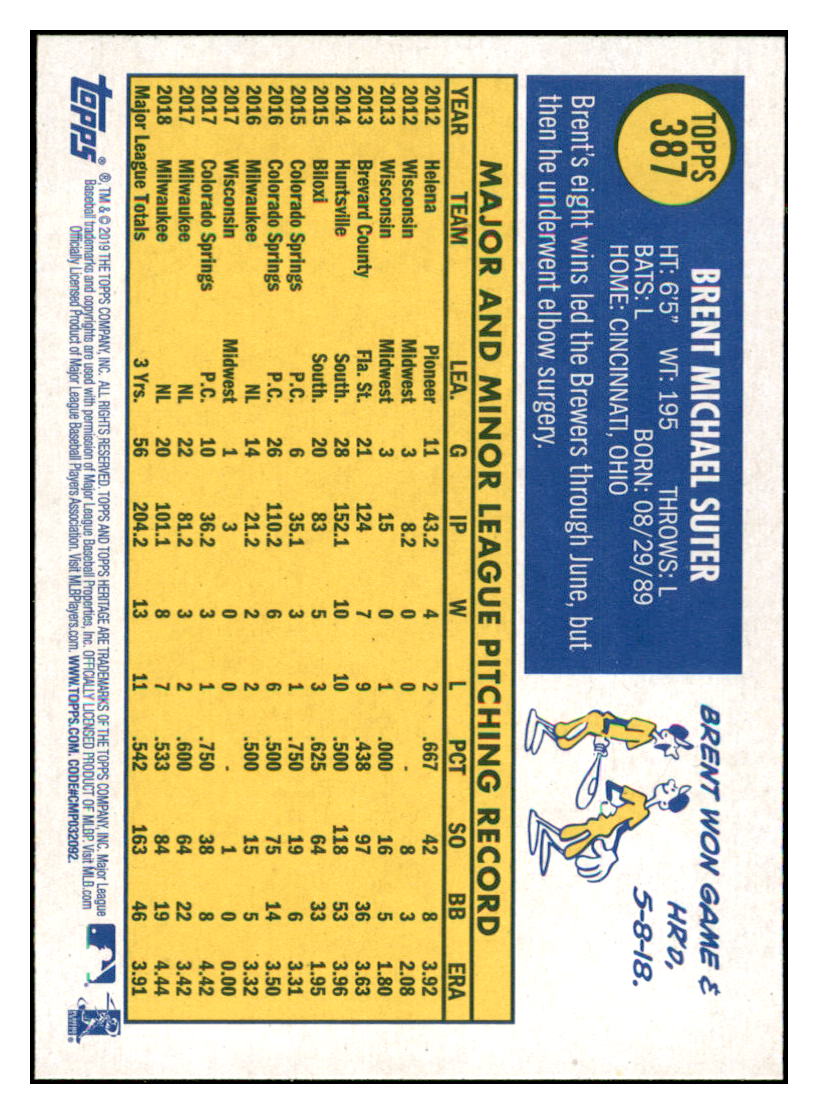 TOPPS
387
BRENT MICHAEL SUTER
HT: 6'5" WT: 195 THROWS: L
BATS: L BORN: 08/29/89
HOME: CINCINNATI, OHIO
Brent's eight wins led the Brewers through June, but
then he underwent elbow surgery.
BRENT WON GAME &
HR'D,
5-8-18.
MAJOR AND MINOR LEAGUE PITCHING RECORD
YEAR TEAM LEA. G IP W L PCT SO BB ERA
2012 Helena Pioneer 11 43.2 4 2 .667 42 8 3.92
2012 Wisconsin Midwest 3 8.2 0 0 - 8 3 2.08
2013 Wisconsin Midwest 3 15 0 1 .000 16 5 1.80
2013 Brevard County Fla. St. 21 124 7 9 .438 97 36 3.63
2014 Huntsville South. 28 152.1 10 10 .500 118 53 3.96
2015 Biloxi South. 20 83 5 3 .625 64 33 1.95
2015 Colorado Springs P.C. 6 35.1 3 1 .750 19 6 3.31
2016 Colorado Springs P.C. 26 110.2 6 6 .500 75 14 3.50
2016 Milwaukee NL 14 21.2 2 2 .500 15 5 3.32
2017 Wisconsin Midwest 1 3 0 0 - 1 0 0.00
2017 Colorado Springs P.C. 10 36.2 3 1 .750 38 8 4.42
2017 Milwaukee NL 22 81.2 3 2 .600 64 22 3.42
2018 Milwaukee NL 20 101.1 8 7 .533 84 19 4.44
Major League Totals 3 Yrs. 56 204.2 13 11 .542 163 46 3.91
topps®
®, TM & © 2019 THE TOPPS COMPANY, INC. ALL RIGHTS RESERVED. TOPPS AND TOPPS HERITAGE ARE TRADEMARKS OF THE TOPPS COMPANY, INC. Major League
Baseball trademarks and copyrights are used with permission of Major League Baseball Properties, Inc. OFFICIALLY LICENSED PRODUCT OF MLBP. Visit MLB.com
Officially Licensed Product of Major League Baseball Players Association. Visit MLBPlayers.com. WWW.TOPPS.COM. CODE#CMP032092.